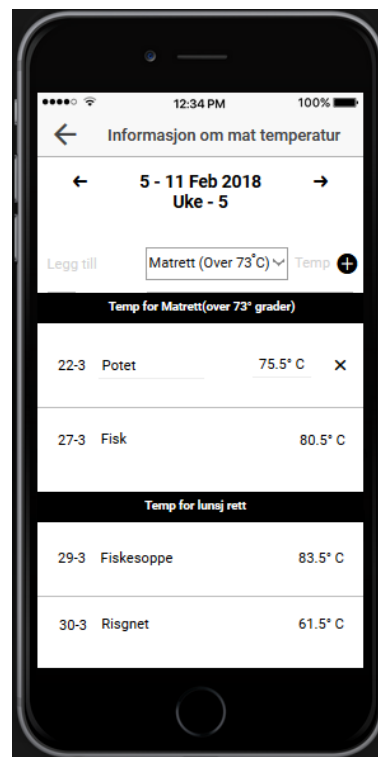 12:34 PM 100%
Informasjon om mat temperatur
5 - 11 Feb 2018
Uke - 5
Legg till Matrett (Over 73°C) Temp
Temp for Matrett(over 73° grader)
22-3 Potet 75.5° C
27-3 Fisk 80.5° C
Temp for lunsj rett
29-3 Fiskesoppe 83.5° C
30-3 Risgnet 61.5° C